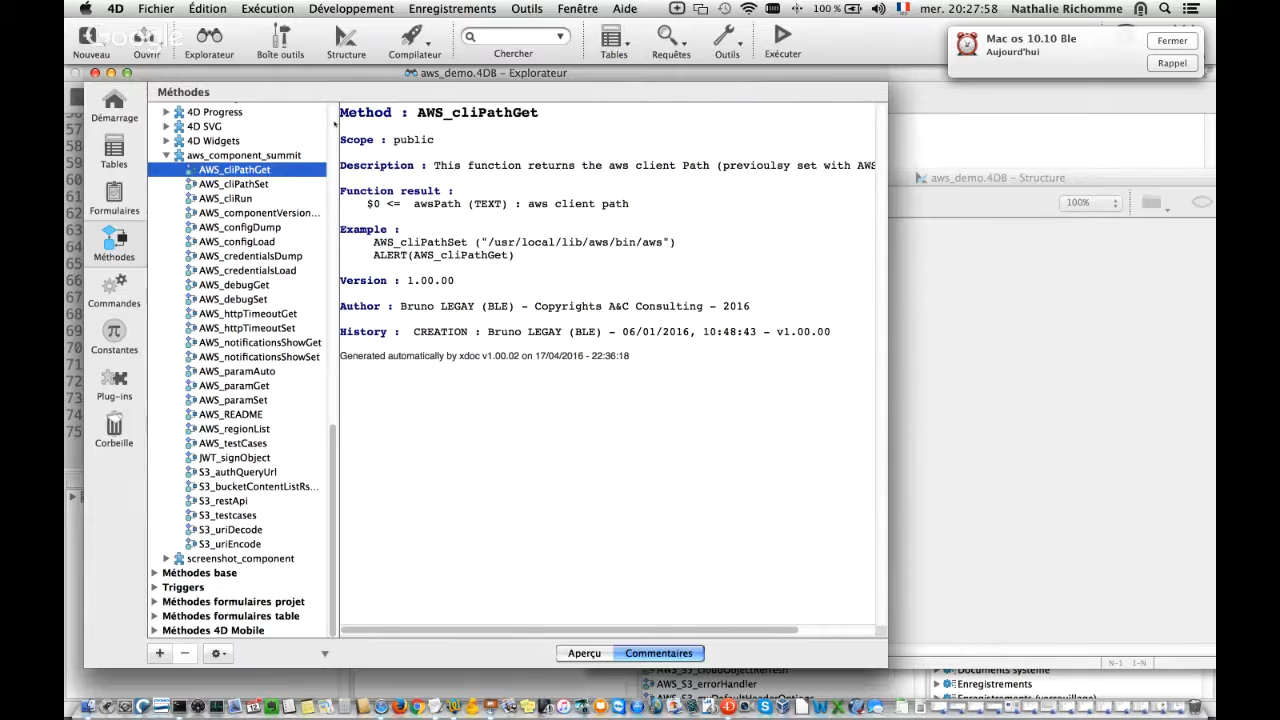 4D Fichier Édition Exécution Développement Enregistrements Outils Fenêtre Aide 100 % mer. 20:27:58 Nathalie Richomme
Google
Nouveau Ouvrir Explorateur Boîte outils Structure Compilateur Chercher Tables Requêtes Outils Exécuter
Mac os 10.10 Ble
Aujourd'hui
Fermer
Rappel
aws_demo.4DB - Explorateur
Méthodes
Démarrage
Tables
Formulaires
Méthodes
Commandes
Constantes
Plug-ins
Corbeille
4D Progress
4D SVG
4D Widgets
aws_component_summit
AWS_cliPathGet
AWS_cliPathSet
AWS_cliRun
AWS_componentVersion...
AWS_configDump
AWS_configLoad
AWS_credentialsDump
AWS_credentialsLoad
AWS_debugGet
AWS_debugSet
AWS_httpTimeoutGet
AWS_httpTimeoutSet
AWS_notificationsShowGet
AWS_notificationsShowSet
AWS_paramAuto
AWS_paramGet
AWS_paramSet
AWS_README
AWS_regionList
AWS_testCases
JWT_signObject
S3_authQueryUrl
S3_bucketContentListRs...
S3_restApi
S3_testcases
S3_uriDecode
S3_uriEncode
screenshot_component
Méthodes base
Triggers
Méthodes formulaires projet
Méthodes formulaires table
Méthodes 4D Mobile
Method : AWS_cliPathGet
Scope : public
Description : This function returns the aws client Path (previoulsy set with AWS
Function result :
$0 <= awsPath (TEXT) : aws client path
Example :
AWS_cliPathSet ("/usr/local/lib/aws/bin/aws")
ALERT(AWS_cliPathGet)
Version : 1.00.00
Author : Bruno LEGAY (BLE) - Copyrights A&C Consulting - 2016
History : CREATION : Bruno LEGAY (BLE) - 06/01/2016, 10:48:43 - v1.00.00
Generated automatically by xdoc v1.00.02 on 17/04/2016 - 22:36:18
Aperçu Commentaires
aws_demo.4DB - Structure
100%
N-1 1-N
AWS_S3_errorHandler
Documents système
Enregistrements
Enregistrements (verrouillage)